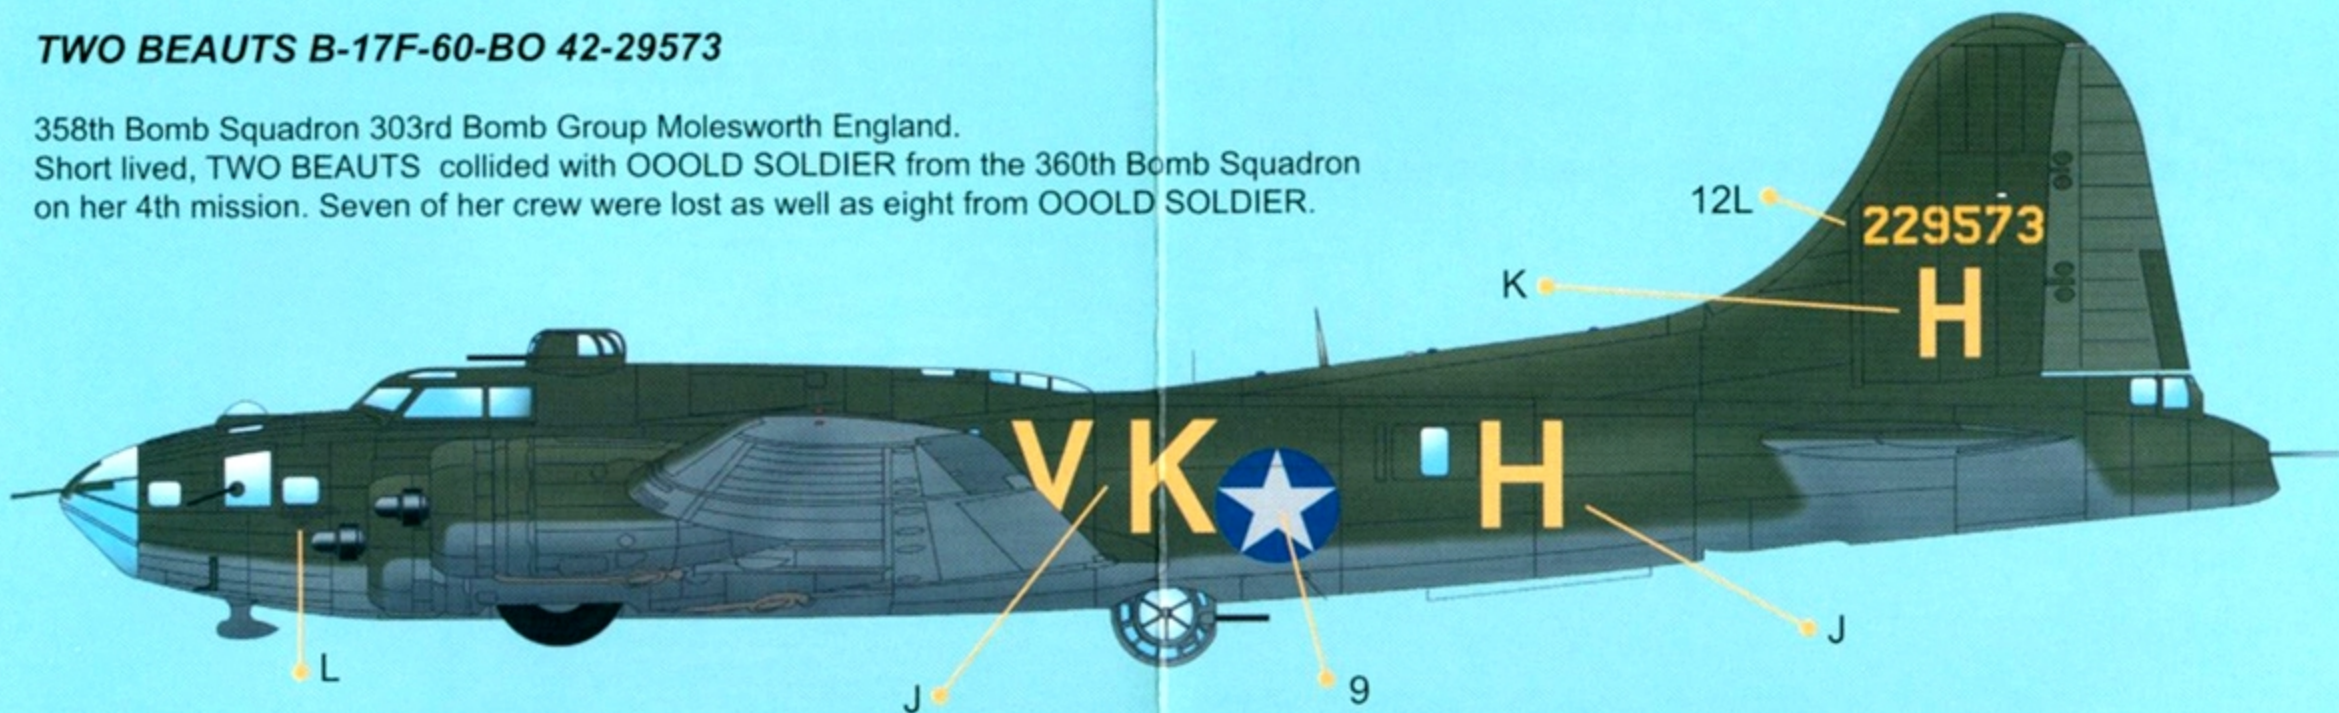 TWO BEAUTS B-17F-60-BO 42-29573
358th Bomb Squadron 303rd Bomb Group Molesworth England.
Short lived, TWO BEAUTS collided with OOOLD SOLDIER from the 360th Bomb Squadron
on her 4th mission. Seven of her crew were lost as well as eight from OOOLD SOLDIER.
12L
229573
K
H
VK H
L
J
9
J